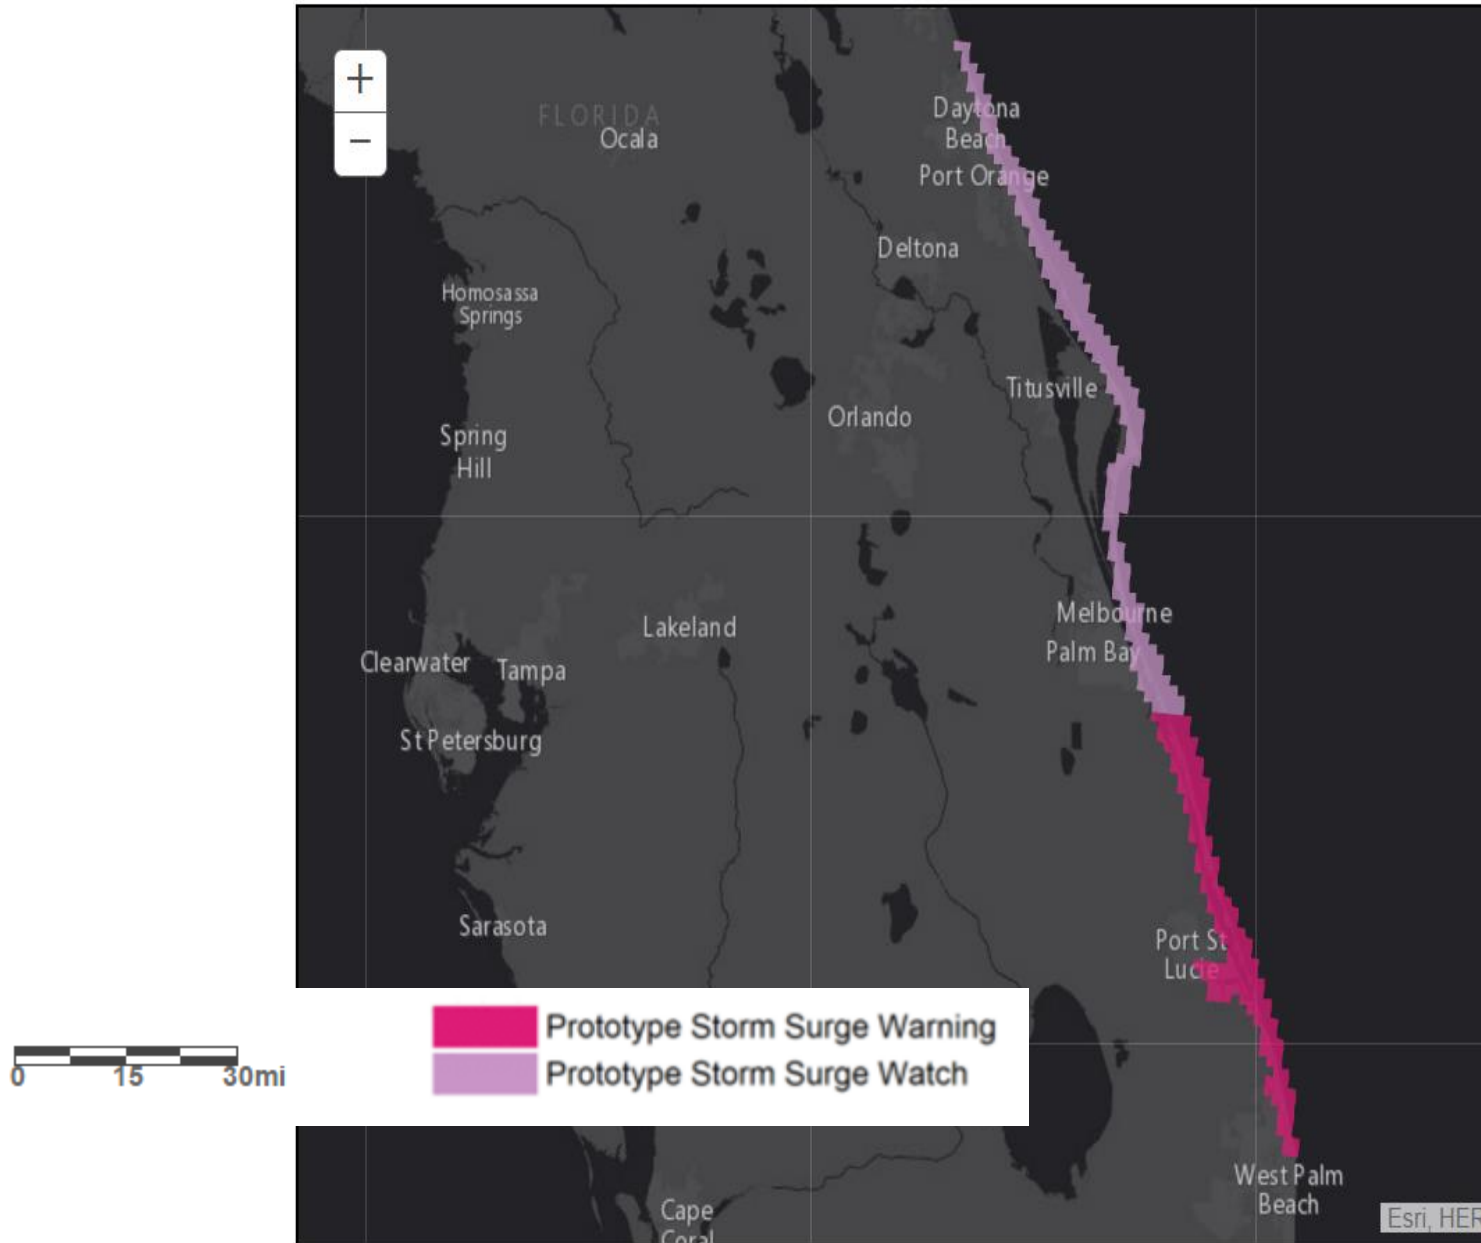 +
−
FLORIDA
Ocala
Daytona
Beach
Port Orange
Deltona
Homosassa
Springs
Titusville
Orlando
Spring
Hill
Melbourne
Palm Bay
Lakeland
Clearwater
Tampa
St Petersburg
Sarasota
Port St
Lucie
Prototype Storm Surge Warning
Prototype Storm Surge Watch
0 15 30mi
West Palm
Beach
Cape
Coral
Esri, HER